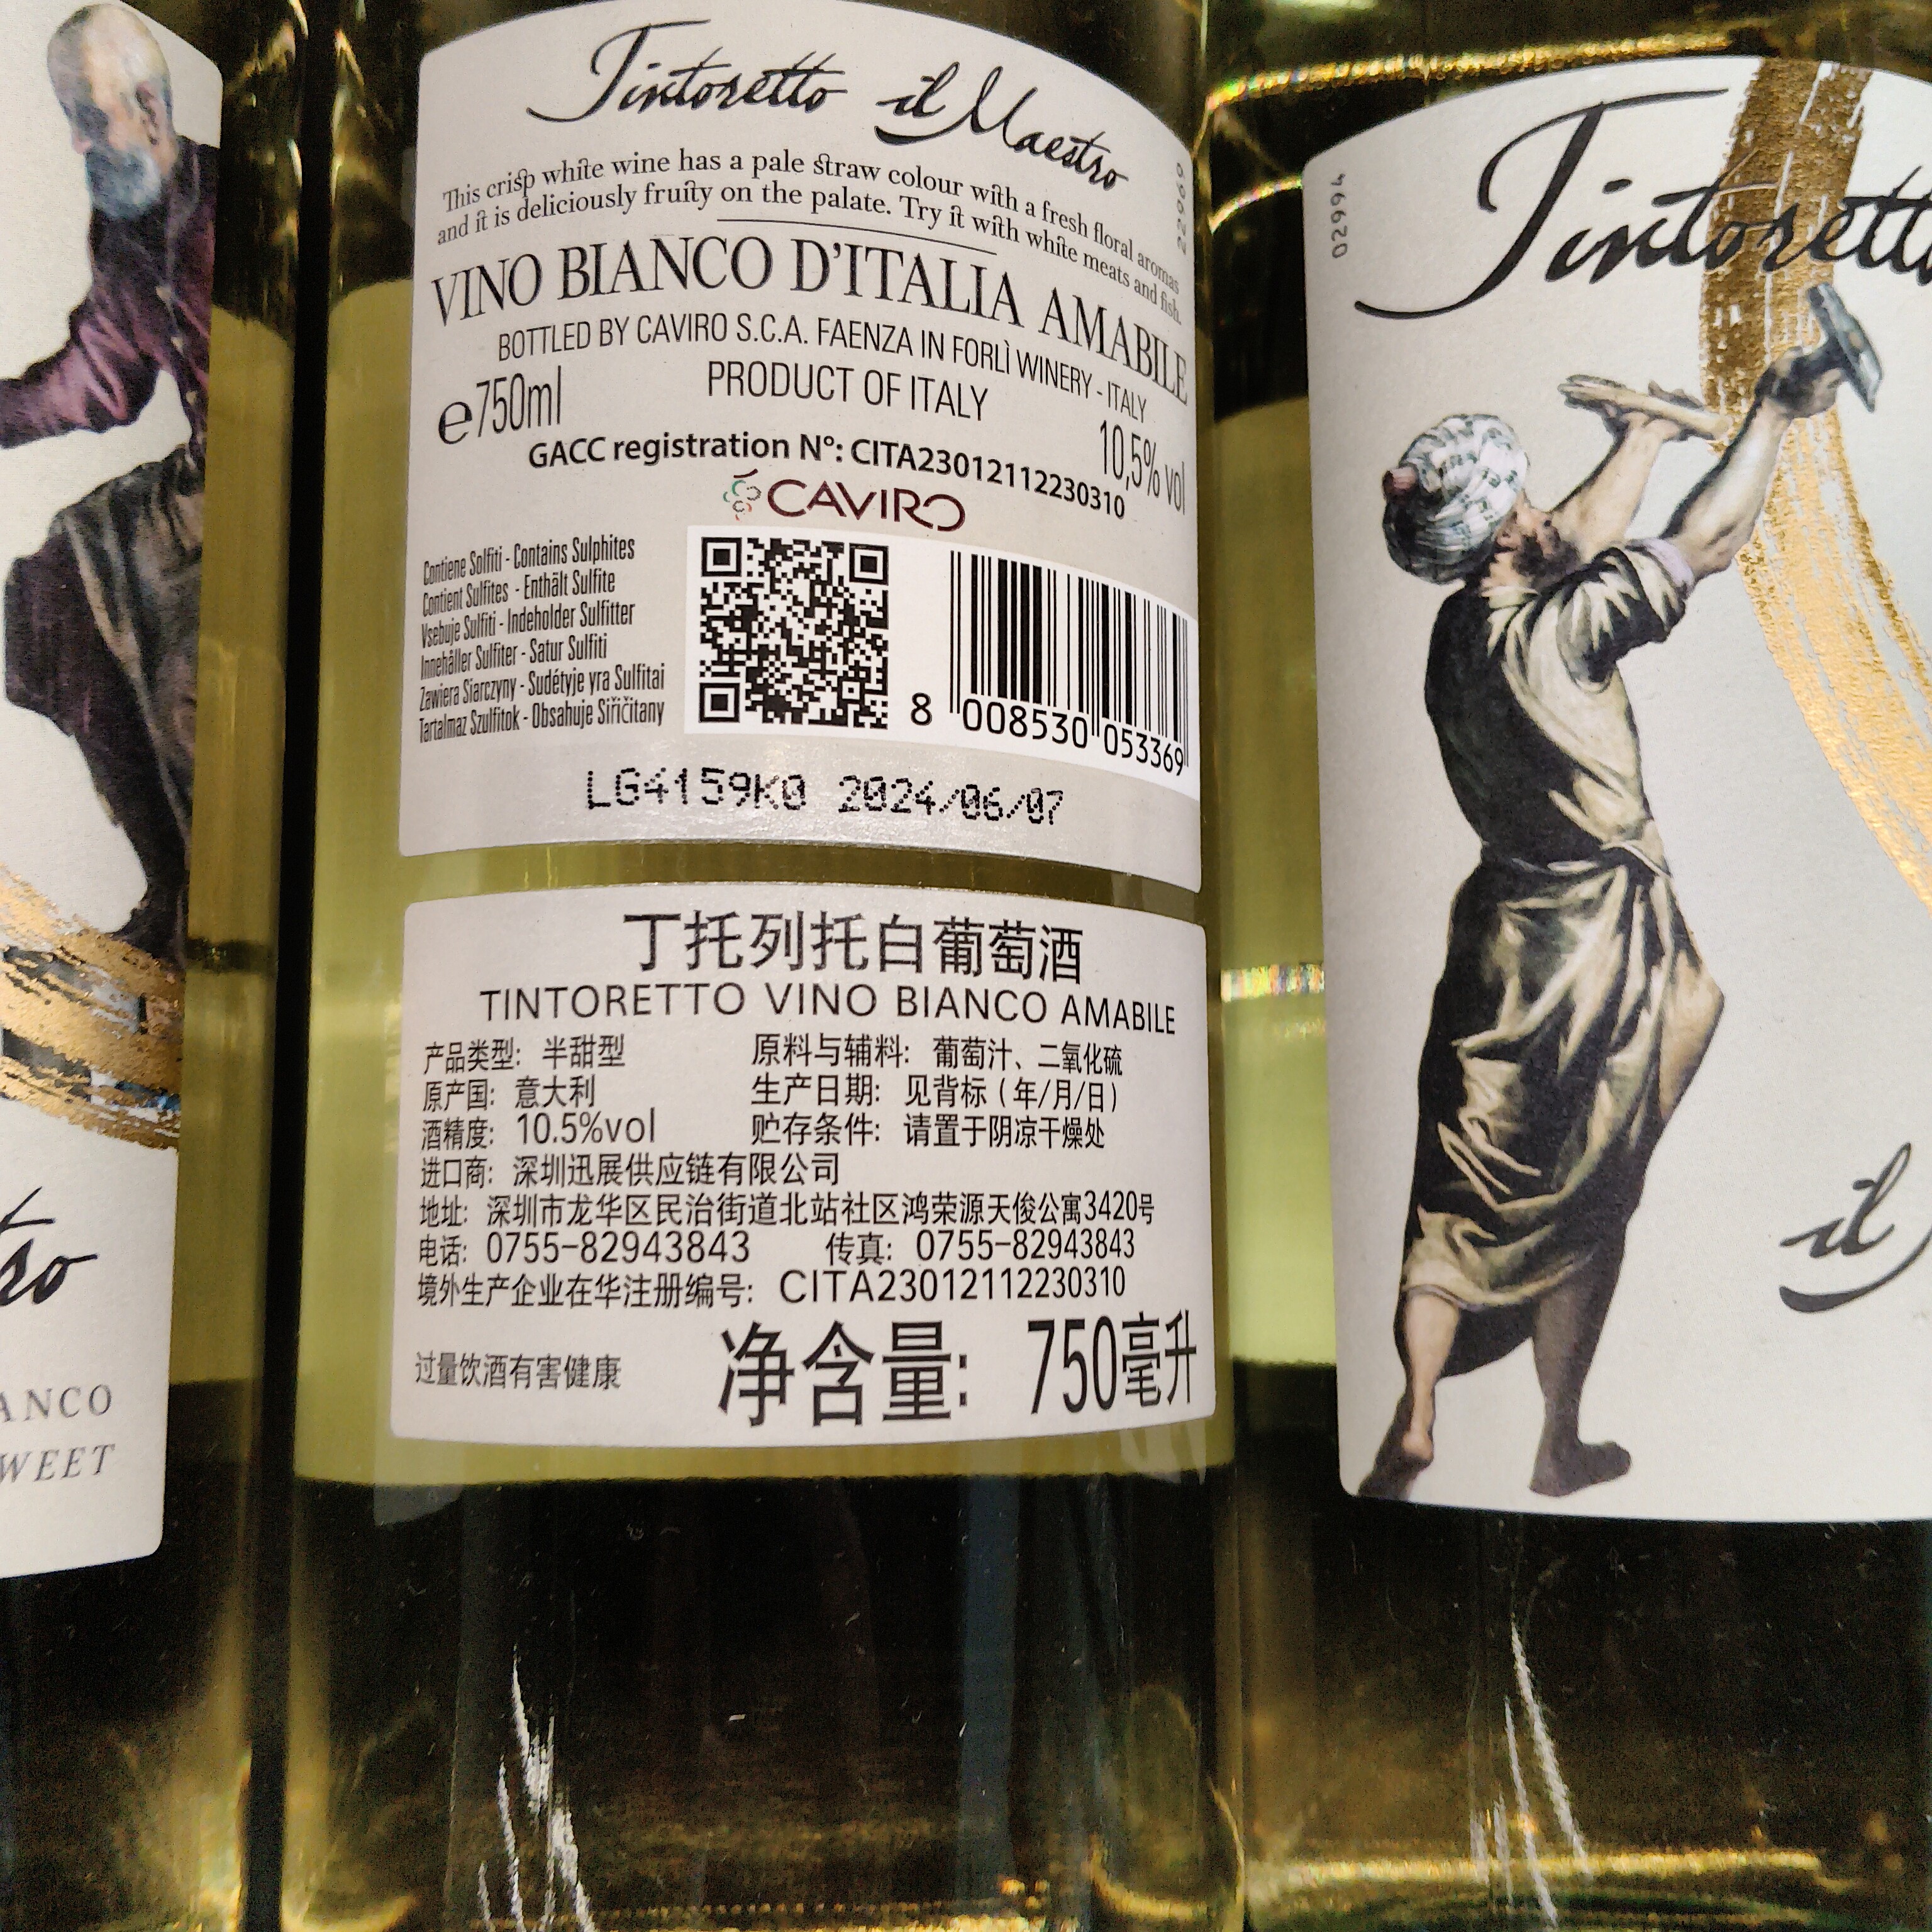 Tintoretto il Maestro
This crisp white wine has a pale straw colour with a fresh floral aromas
and it is deliciously fruity on the palate. Try it with white meats and fish.
VINO BIANCO D'ITALIA AMABILE
BOTTLED BY CAVIRO S.C.A. FAENZA IN FORLÌ WINERY - ITALY
℮750ml PRODUCT OF ITALY 10,5% vol
GACC registration N°: CITA23012112230310
CAVIRO
Contiene Solfiti - Contains Sulphites
Contient Sulfites - Enthält Sulfite
Vsebuje Sulfiti - Indeholder Sulfitter
Innehåller Sulfiter - Satur Sulfiti
Zawiera Siarczyny - Sudétyje yra Sulfitai
Tartalmaz Szulfitok - Obsahuje Siřičitany
8 008530 053369
LG4159K0 2024/06/07
丁托列托白葡萄酒
TINTORETTO VINO BIANCO AMABILE
产品类型: 半甜型 原料与辅料: 葡萄汁、二氧化硫
原产国: 意大利 生产日期: 见背标(年/月/日)
酒精度: 10.5%vol 贮存条件: 请置于阴凉干燥处
进口商: 深圳迅展供应链有限公司
地址: 深圳市龙华区民治街道北站社区鸿荣源天俊公寓3420号
电话: 0755-82943843 传真: 0755-82943843
境外生产企业在华注册编号: CITA23012112230310
过量饮酒有害健康 净含量: 750毫升
02994
Tintorett
il
ro
ANCO
WEET